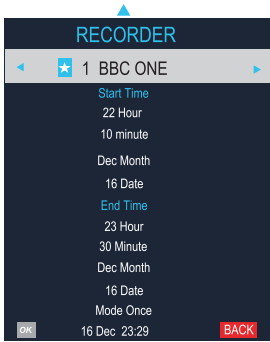 RECORDER
1 BBC ONE
Start Time
22 Hour
10 minute
Dec Month
16 Date
End Time
23 Hour
30 Minute
Dec Month
16 Date
Mode Once
OK 16 Dec 23:29 BACK